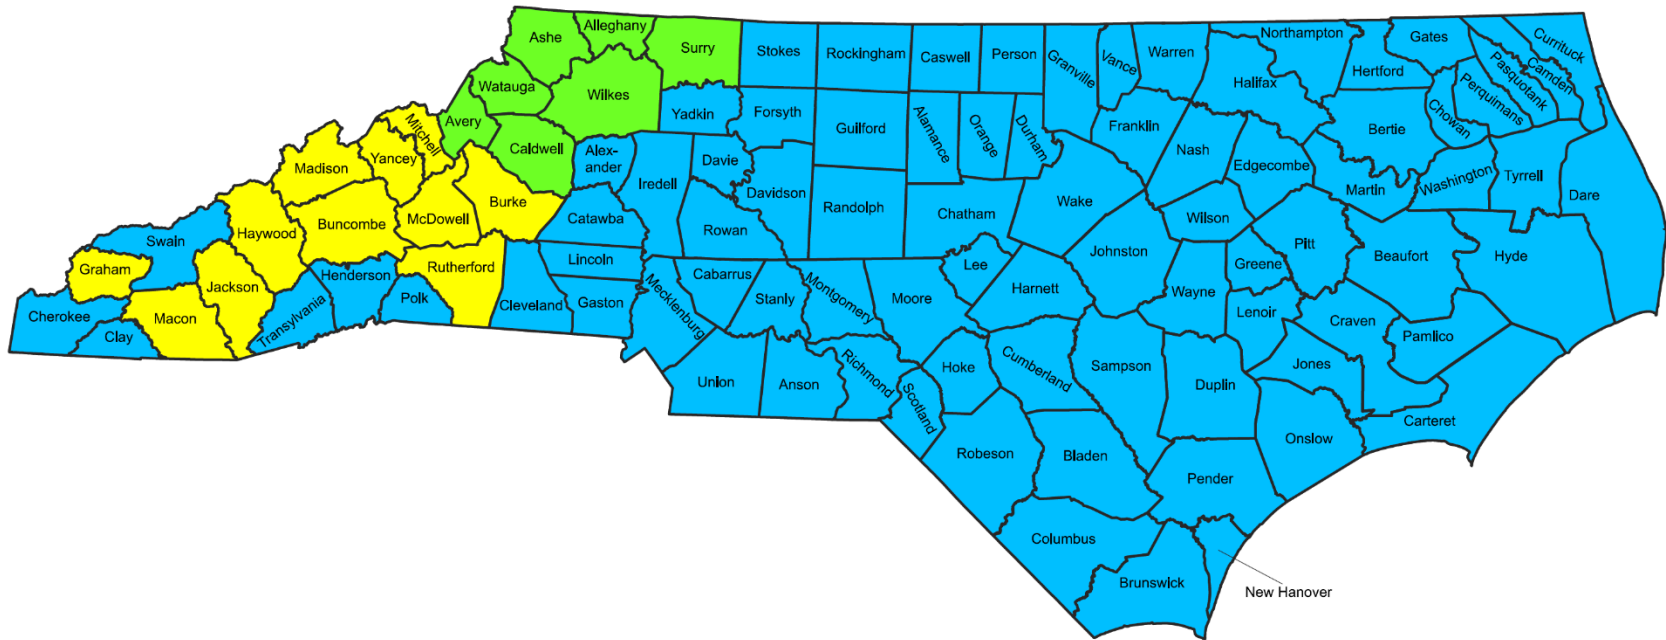 Ashe
Alleghany
Surry
Stokes
Rockingham
Caswell
Person
Granville
Vance
Warren
Northampton
Halifax
Gates
Hertford
Currituck
Camden
Pasquotank
Perquimans
Chowan
Bertie
Watauga
Wilkes
Yadkin
Forsyth
Guilford
Alamance
Orange
Durham
Franklin
Nash
Edgecombe
Martin
Washington
Tyrrell
Dare
Avery
Mitchell
Caldwell
Alex-
ander
Iredell
Davie
Davidson
Randolph
Chatham
Wake
Wilson
Pitt
Beaufort
Hyde
Madison
Yancey
McDowell
Burke
Catawba
Rowan
Johnston
Greene
Swain
Haywood
Buncombe
Rutherford
Lincoln
Cabarrus
Stanly
Montgomery
Moore
Lee
Harnett
Wayne
Lenoir
Craven
Pamlico
Graham
Jackson
Henderson
Polk
Cleveland
Gaston
Mecklenburg
Cherokee
Clay
Macon
Transylvania
Union
Anson
Richmond
Scotland
Hoke
Cumberland
Sampson
Duplin
Jones
Carteret
Onslow
Robeson
Bladen
Pender
Columbus
Brunswick
New Hanover